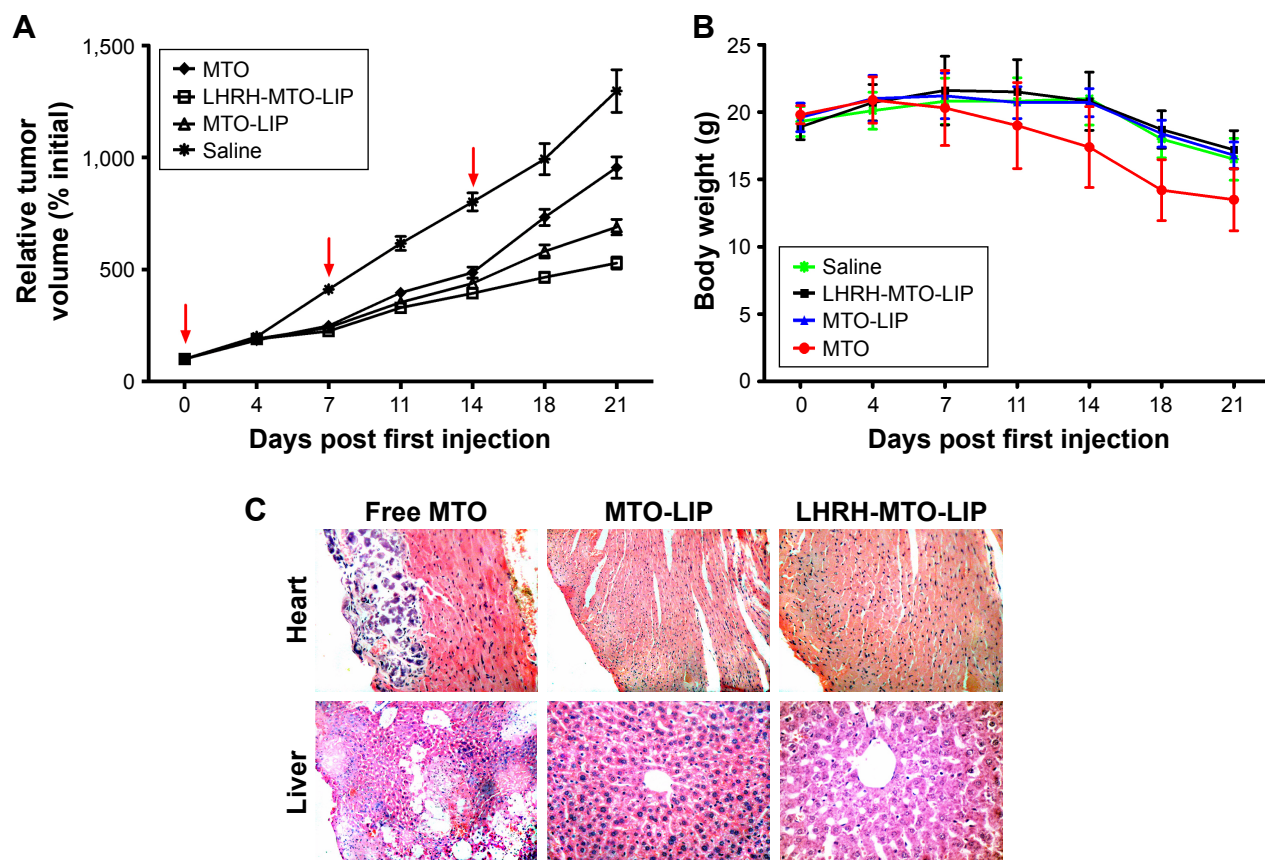 A
Relative tumor
volume (% initial)
1,500
1,000
500
0
MTO
LHRH-MTO-LIP
MTO-LIP
Saline
0 4 7 11 14 18 21
Days post first injection
B
Body weight (g)
25
20
15
10
5
0
Saline
LHRH-MTO-LIP
MTO-LIP
MTO
0 4 7 11 14 18 21
Days post first injection
C
Free MTO MTO-LIP LHRH-MTO-LIP
Heart
Liver